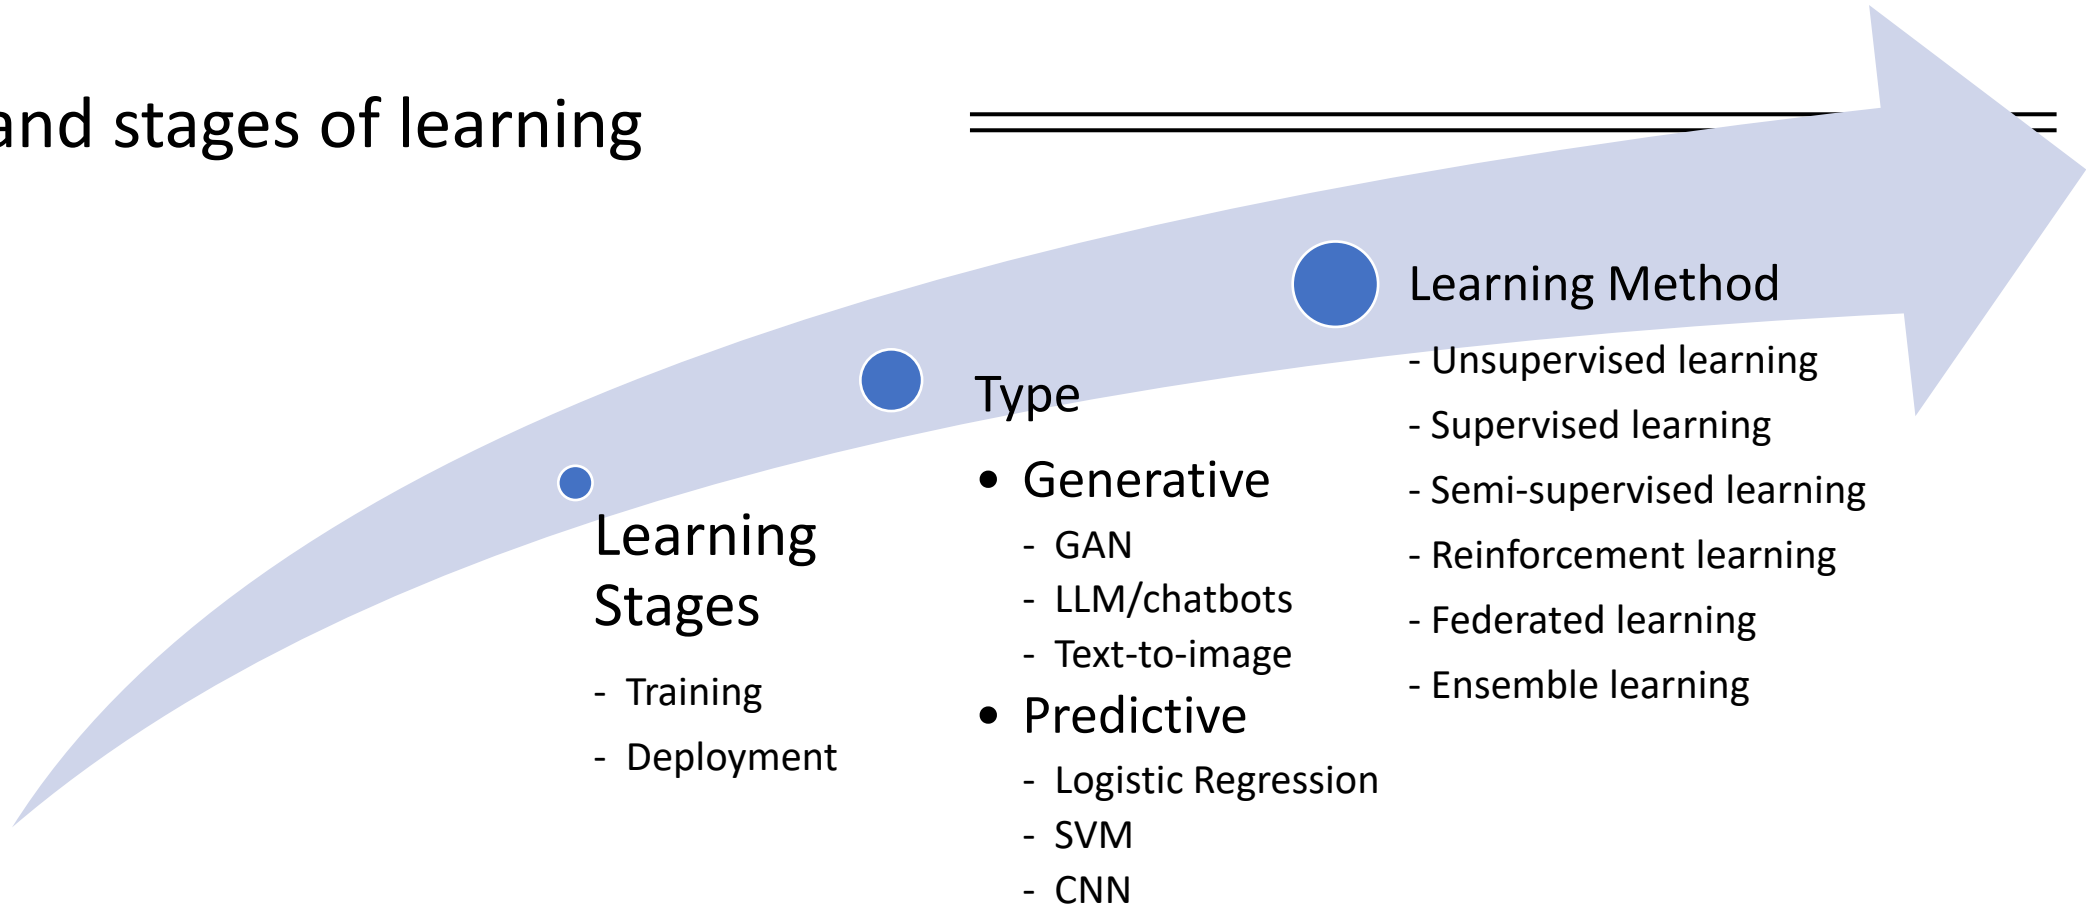 and stages of learning
Learning
Stages
- Training
- Deployment
Type
• Generative
- GAN
- LLM/chatbots
- Text-to-image
• Predictive
- Logistic Regression
- SVM
- CNN
Learning Method
- Unsupervised learning
- Supervised learning
- Semi-supervised learning
- Reinforcement learning
- Federated learning
- Ensemble learning